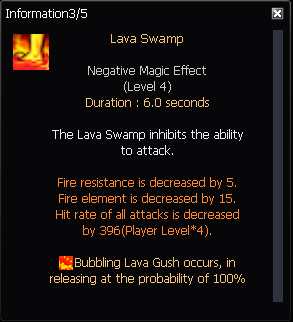 Information3/5
Lava Swamp
Negative Magic Effect
(Level 4)
Duration : 6.0 seconds
The Lava Swamp inhibits the ability
to attack.
Fire resistance is decreased by 5.
Fire element is decreased by 15.
Hit rate of all attacks is decreased
by 396(Player Level*4).
Bubbling Lava Gush occurs, in
releasing at the probability of 100%